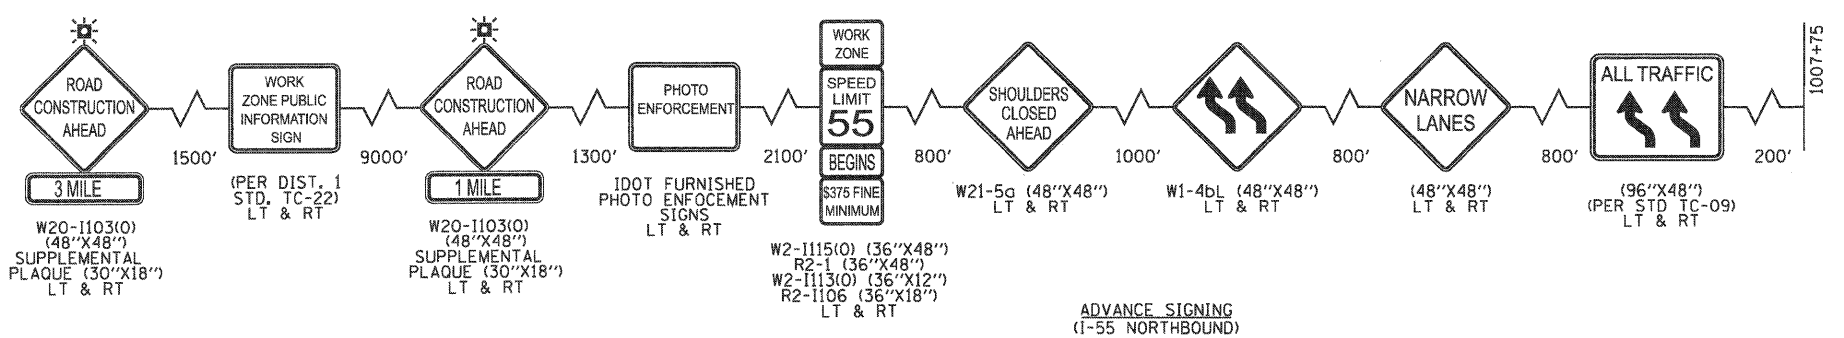 ROAD
CONSTRUCTION
AHEAD
3 MILE
W20-I103(O)
(48"X48")
SUPPLEMENTAL
PLAQUE (30"X18")
LT & RT
1500'
WORK
ZONE PUBLIC
INFORMATION
SIGN
(PER DIST. 1
STD. TC-22)
LT & RT
9000'
ROAD
CONSTRUCTION
AHEAD
1 MILE
W20-I103(O)
(48"X48")
SUPPLEMENTAL
PLAQUE (30"X18")
LT & RT
1300'
PHOTO
ENFORCEMENT
IDOT FURNISHED
PHOTO ENFOCEMENT
SIGNS
LT & RT
2100'
WORK
ZONE
SPEED
LIMIT
55
BEGINS
$375 FINE
MINIMUM
W2-I115(O) (36"X48")
R2-1 (36"X48")
W2-I113(O) (36"X12")
R2-I106 (36"X18")
LT & RT
800'
SHOULDERS
CLOSED
AHEAD
W21-5a (48"X48")
LT & RT
1000'
W1-4bL (48"X48")
LT & RT
800'
NARROW
LANES
(48"X48")
LT & RT
800'
ALL TRAFFIC
(96"X48")
(PER STD TC-09)
LT & RT
200'
1007+75
ADVANCE SIGNING
(I-55 NORTHBOUND)